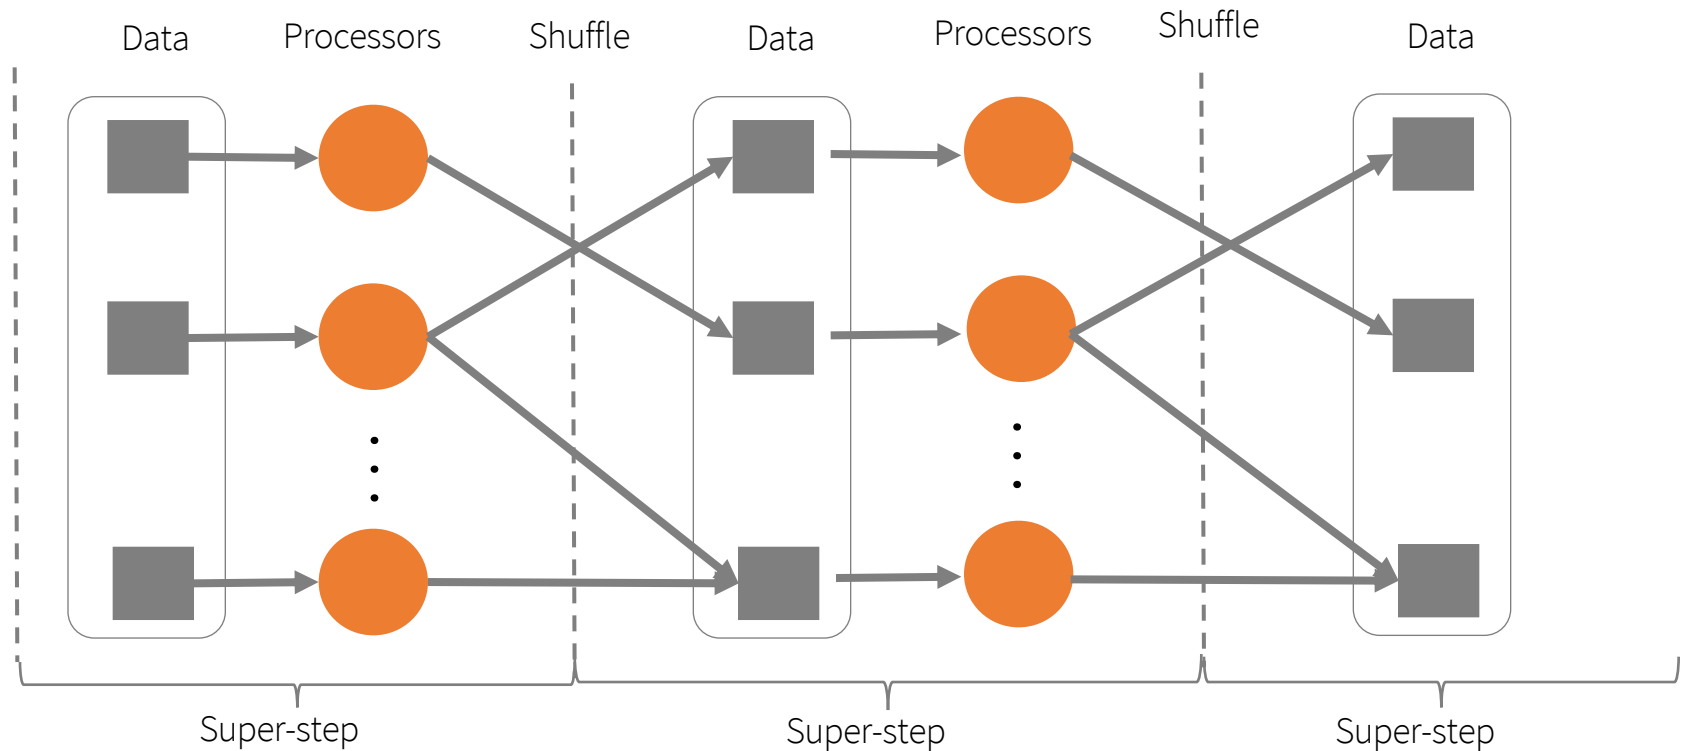 Data
Processors
Shuffle
Data
Processors
Shuffle
Data
Super-step
Super-step
Super-step